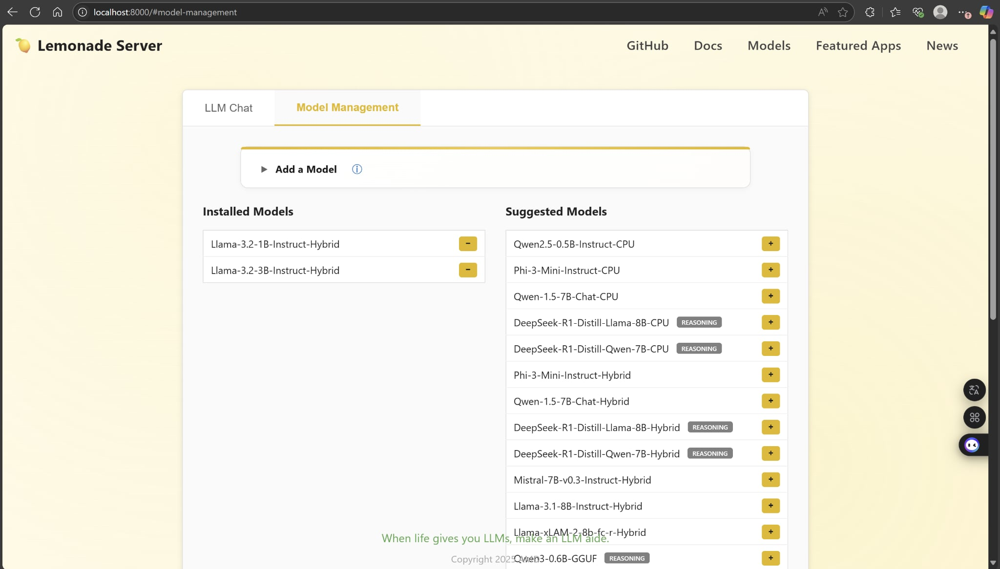 localhost:8000/#model-management
Lemonade Server
GitHub Docs Models Featured Apps News
LLM Chat Model Management
Add a Model
Installed Models
Llama-3.2-1B-Instruct-Hybrid
Llama-3.2-3B-Instruct-Hybrid
Suggested Models
Qwen2.5-0.5B-Instruct-CPU
Phi-3-Mini-Instruct-CPU
Qwen-1.5-7B-Chat-CPU
DeepSeek-R1-Distill-Llama-8B-CPU REASONING
DeepSeek-R1-Distill-Qwen-7B-CPU REASONING
Phi-3-Mini-Instruct-Hybrid
Qwen-1.5-7B-Chat-Hybrid
DeepSeek-R1-Distill-Llama-8B-Hybrid REASONING
DeepSeek-R1-Distill-Qwen-7B-Hybrid REASONING
Mistral-7B-v0.3-Instruct-Hybrid
Llama-3.1-8B-Instruct-Hybrid
Llama-xLAM-2-8b-fc-r-Hybrid
Qwen3-0.6B-GGUF REASONING
When life gives you LLMs, make an LLM aide.
Copyright 2025 AMD